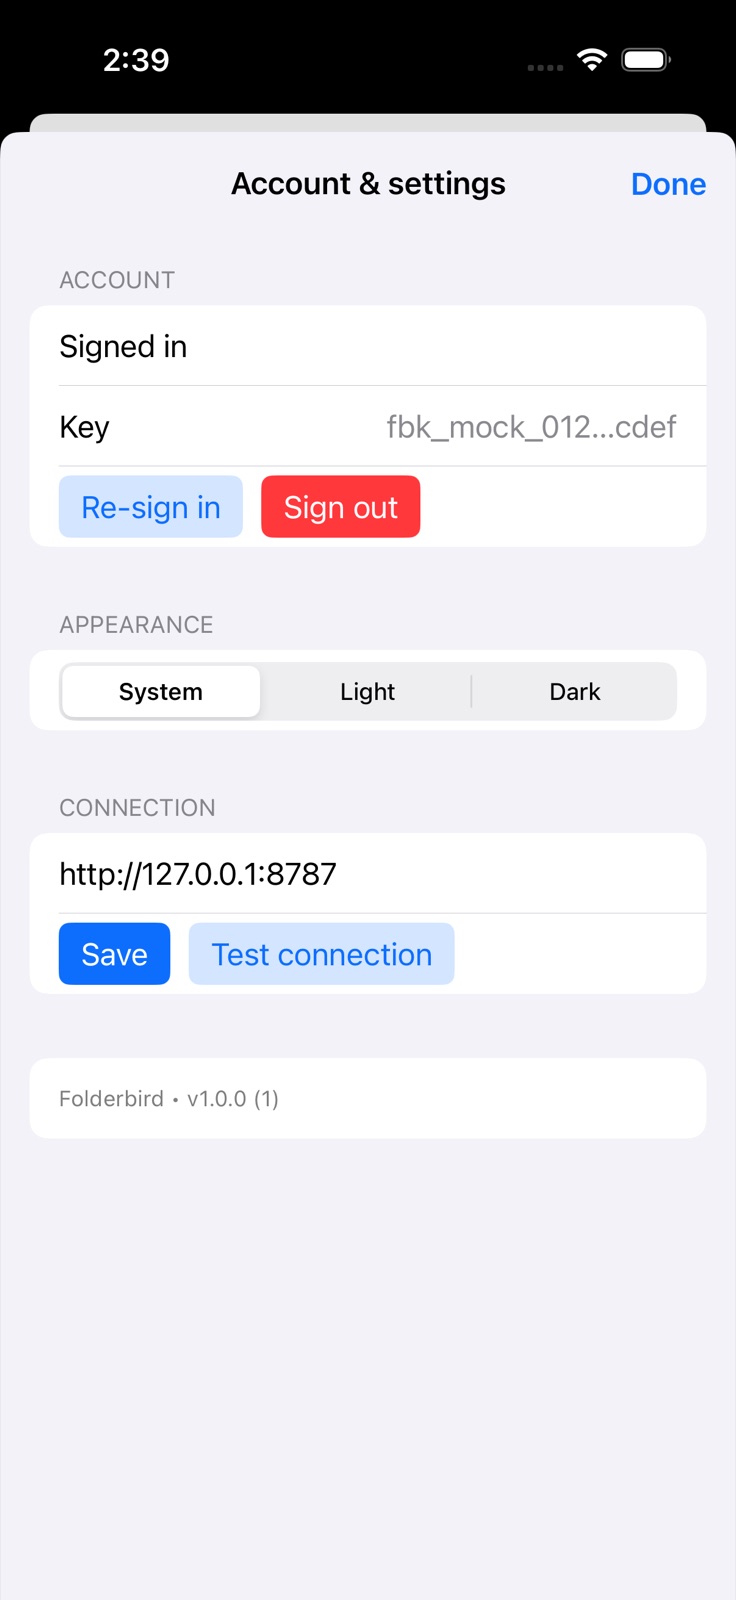 2:39
Account & settings
Done
ACCOUNT
Signed in
Key
fbk_mock_012...cdef
Re-sign in
Sign out
APPEARANCE
System
Light
Dark
CONNECTION
http://127.0.0.1:8787
Save
Test connection
Folderbird • v1.0.0 (1)